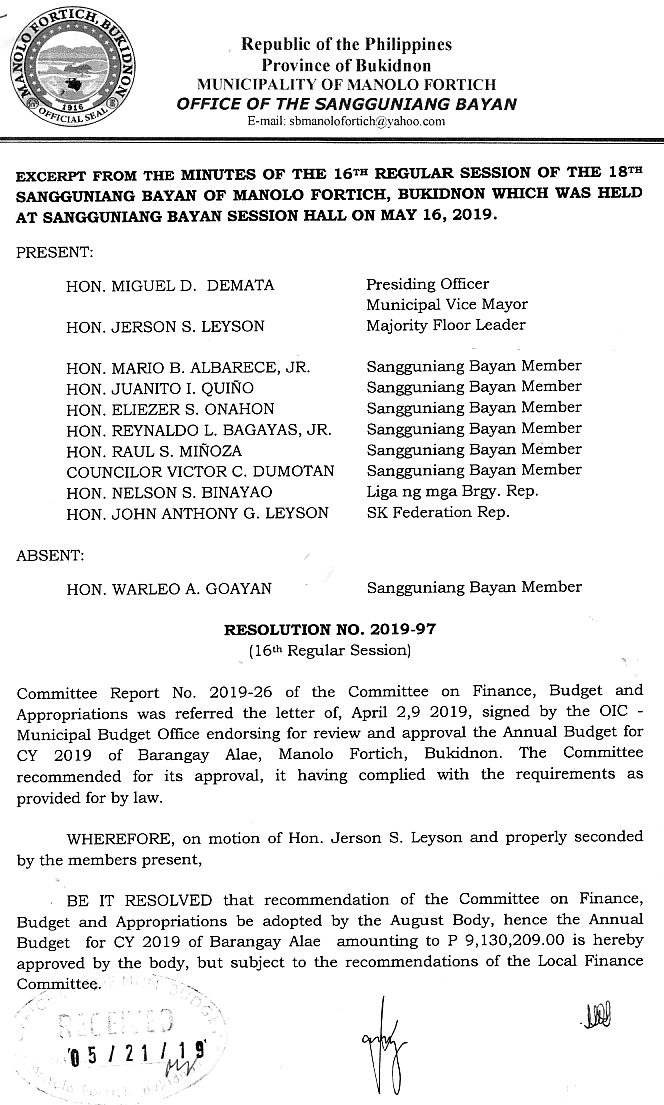 MANOLO FORTICH, BUKIDNON
1916
OFFICIAL SEAL
Republic of the Philippines
Province of Bukidnon
MUNICIPALITY OF MANOLO FORTICH
OFFICE OF THE SANGGUNIANG BAYAN
E-mail: sbmanolofortich@yahoo.com
EXCERPT FROM THE MINUTES OF THE 16TH REGULAR SESSION OF THE 18TH
SANGGUNIANG BAYAN OF MANOLO FORTICH, BUKIDNON WHICH WAS HELD
AT SANGGUNIANG BAYAN SESSION HALL ON MAY 16, 2019.
PRESENT:
HON. MIGUEL D. DEMATA Presiding Officer
Municipal Vice Mayor
HON. JERSON S. LEYSON Majority Floor Leader
HON. MARIO B. ALBARECE, JR. Sangguniang Bayan Member
HON. JUANITO I. QUIÑO Sangguniang Bayan Member
HON. ELIEZER S. ONAHON Sangguniang Bayan Member
HON. REYNALDO L. BAGAYAS, JR. Sangguniang Bayan Member
HON. RAUL S. MIÑOZA Sangguniang Bayan Member
COUNCILOR VICTOR C. DUMOTAN Sangguniang Bayan Member
HON. NELSON S. BINAYAO Liga ng mga Brgy. Rep.
HON. JOHN ANTHONY G. LEYSON SK Federation Rep.
ABSENT:
HON. WARLEO A. GOAYAN Sangguniang Bayan Member
RESOLUTION NO. 2019-97
(16th Regular Session)
Committee Report No. 2019-26 of the Committee on Finance, Budget and
Appropriations was referred the letter of, April 2,9 2019, signed by the OIC -
Municipal Budget Office endorsing for review and approval the Annual Budget for
CY 2019 of Barangay Alae, Manolo Fortich, Bukidnon. The Committee
recommended for its approval, it having complied with the requirements as
provided for by law.
WHEREFORE, on motion of Hon. Jerson S. Leyson and properly seconded
by the members present,
BE IT RESOLVED that recommendation of the Committee on Finance,
Budget and Appropriations be adopted by the August Body, hence the Annual
Budget for CY 2019 of Barangay Alae amounting to P 9,130,209.00 is hereby
approved by the body, but subject to the recommendations of the Local Finance
Committee.
RECEIVED
05/21/19
Manolo Fortich, Bukidnon